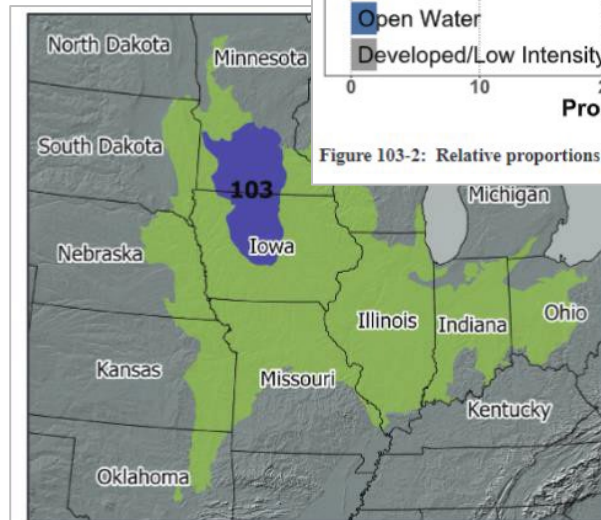 Open Water
Developed/Low Intensity
0 10 2
Pro
Figure 103-2: Relative proportions
North Dakota
Minnesota
South Dakota
Michigan
103
Nebraska
Iowa
Illinois
Indiana
Ohio
Kansas
Missouri
Kentucky
Oklahoma